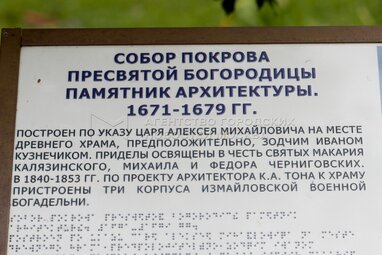 СОБОР ПОКРОВА
ПРЕСВЯТОЙ БОГОРОДИЦЫ
ПАМЯТНИК АРХИТЕКТУРЫ.
1671-1679 ГГ.
АГЕНТСТВО ГОРОДСКИХ
ПОСТРОЕН ПО УКАЗУ ЦАРЯ АЛЕКСЕЯ МИХАЙЛОВИЧА НА МЕСТЕ
ДРЕВНЕГО ХРАМА, ПРЕДПОЛОЖИТЕЛЬНО, ЗОДЧИМ ИВАНОМ
КУЗНЕЧИКОМ. ПРИДЕЛЫ ОСВЯЩЕНЫ В ЧЕСТЬ СВЯТЫХ МАКАРИЯ
КАЛЯЗИНСКОГО, МИХАИЛА И ФЕДОРА ЧЕРНИГОВСКИХ.
В 1840-1853 ГГ. ПО ПРОЕКТУ АРХИТЕКТОРА К.А. ТОНА К ХРАМУ
ПРИСТРОЕНЫ ТРИ КОРПУСА ИЗМАЙЛОВСКОЙ ВОЕННОЙ
БОГАДЕЛЬНИ.